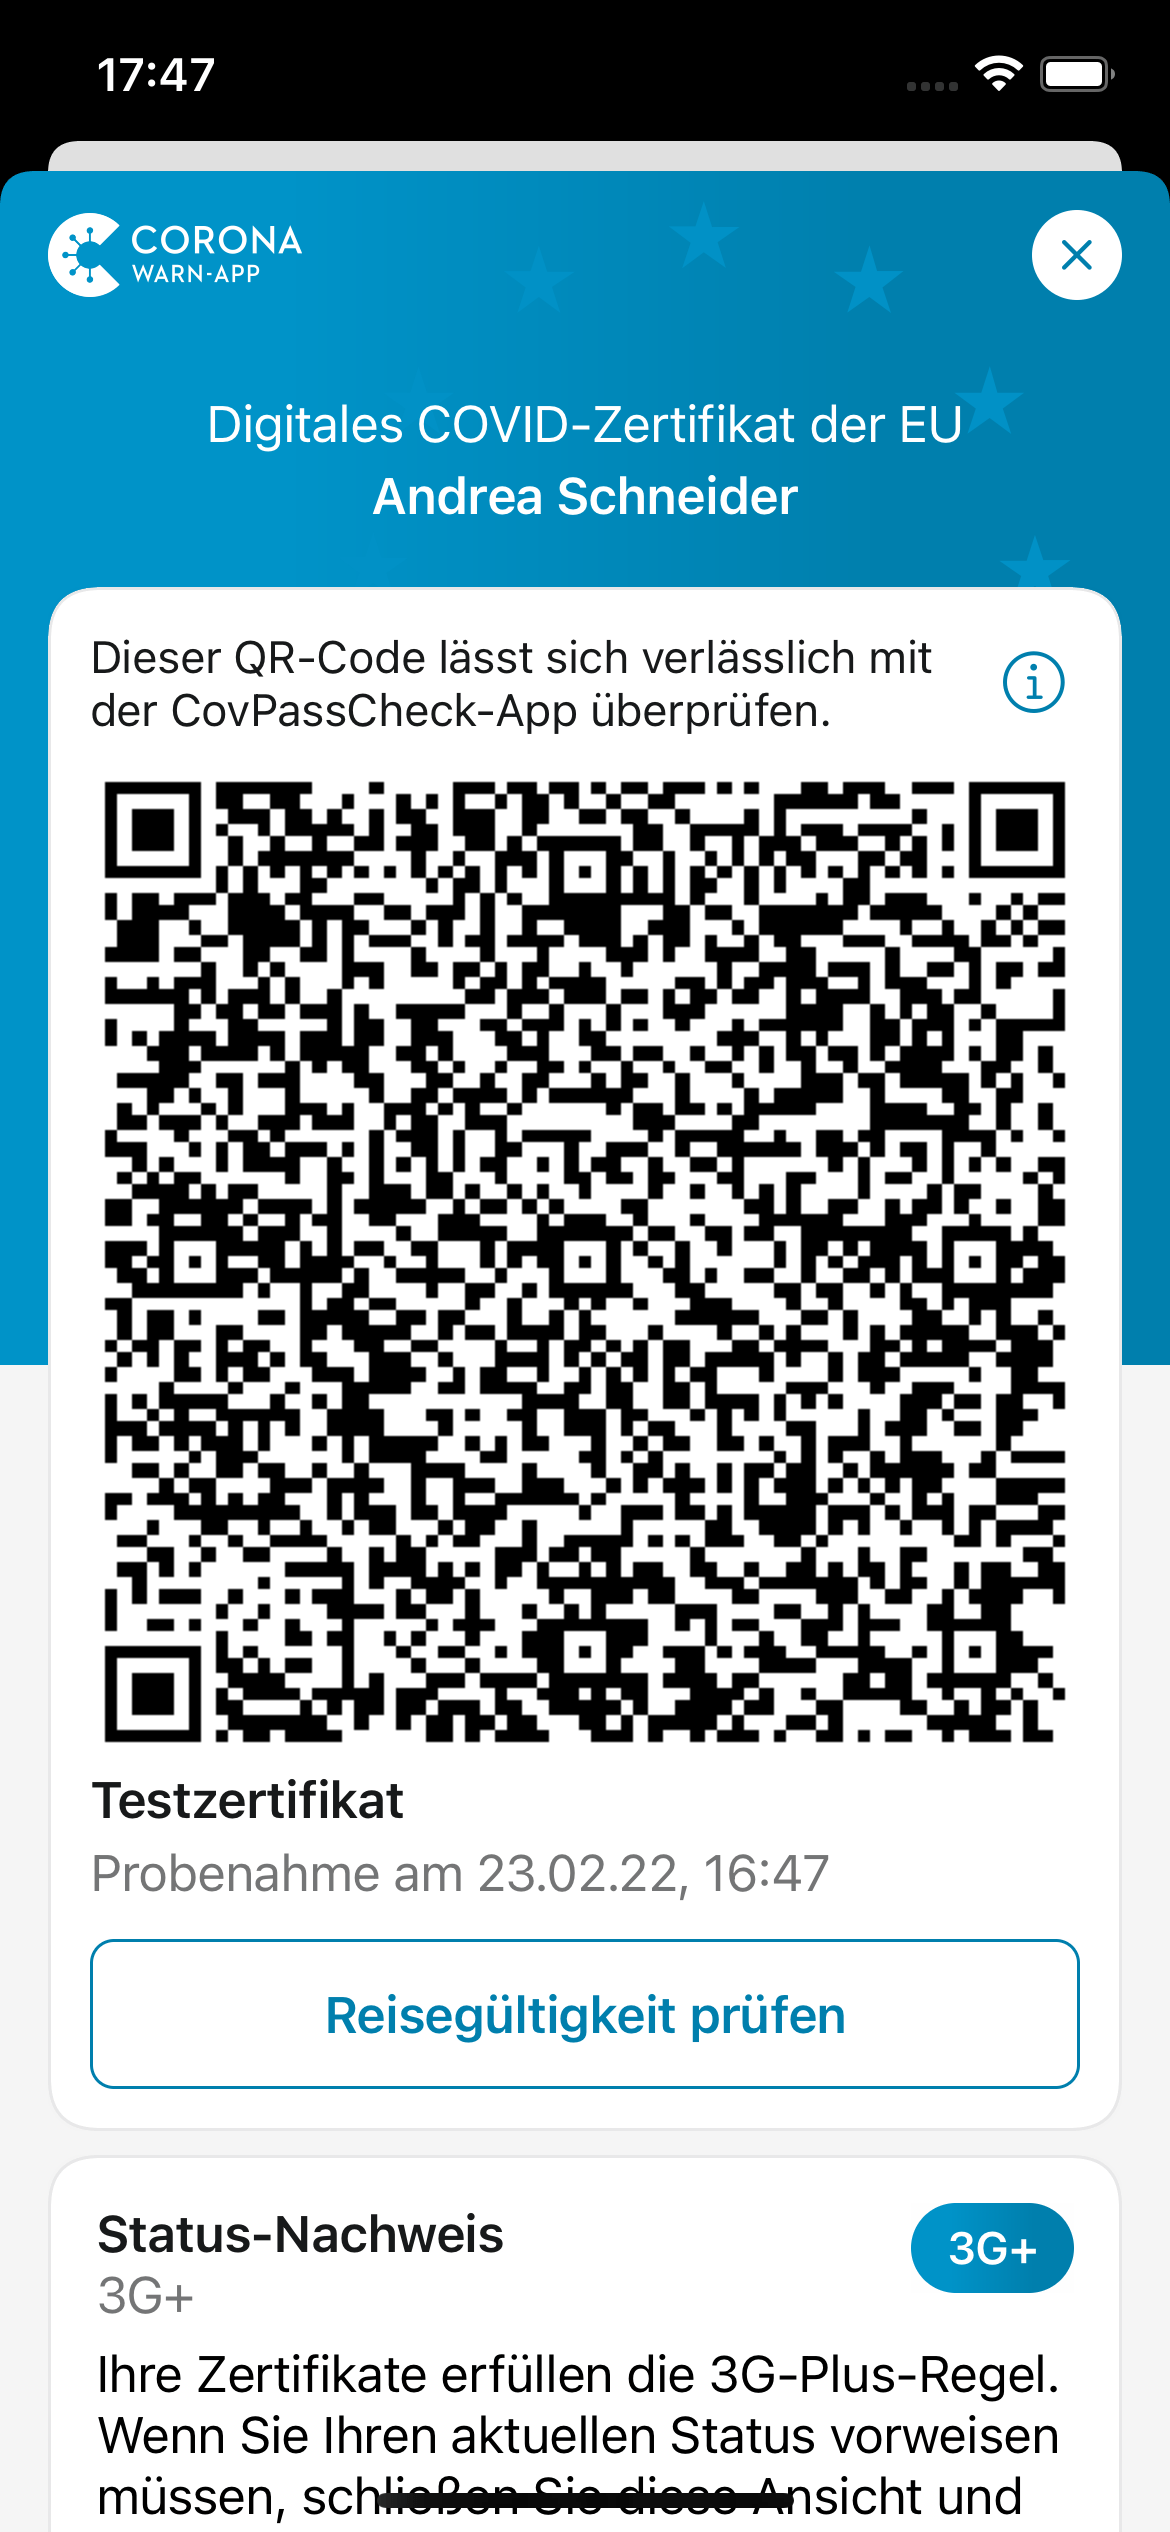 17:47
CORONA
WARN-APP
Digitales COVID-Zertifikat der EU
Andrea Schneider
Dieser QR-Code lässt sich verlässlich mit
der CovPassCheck-App überprüfen.
Testzertifikat
Probenahme am 23.02.22, 16:47
Reisegültigkeit prüfen
Status-Nachweis
3G+
3G+
Ihre Zertifikate erfüllen die 3G-Plus-Regel.
Wenn Sie Ihren aktuellen Status vorweisen
müssen, schließen Sie diese Ansicht und